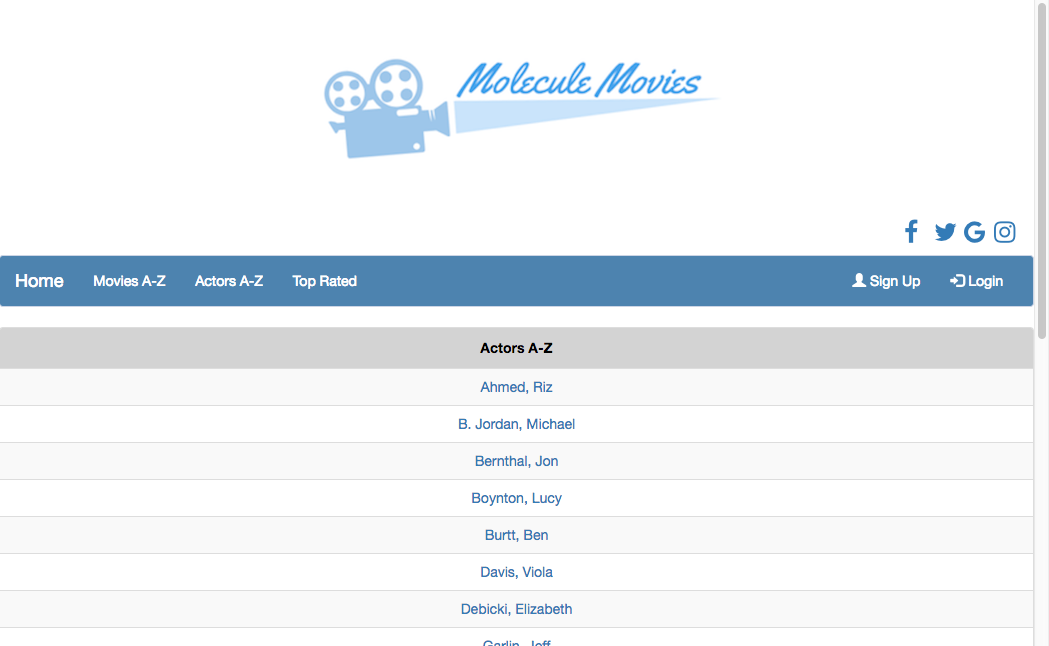 Molecule Movies
Home Movies A-Z Actors A-Z Top Rated Sign Up Login
Actors A-Z
Ahmed, Riz
B. Jordan, Michael
Bernthal, Jon
Boynton, Lucy
Burtt, Ben
Davis, Viola
Debicki, Elizabeth
Garlin, Jeff